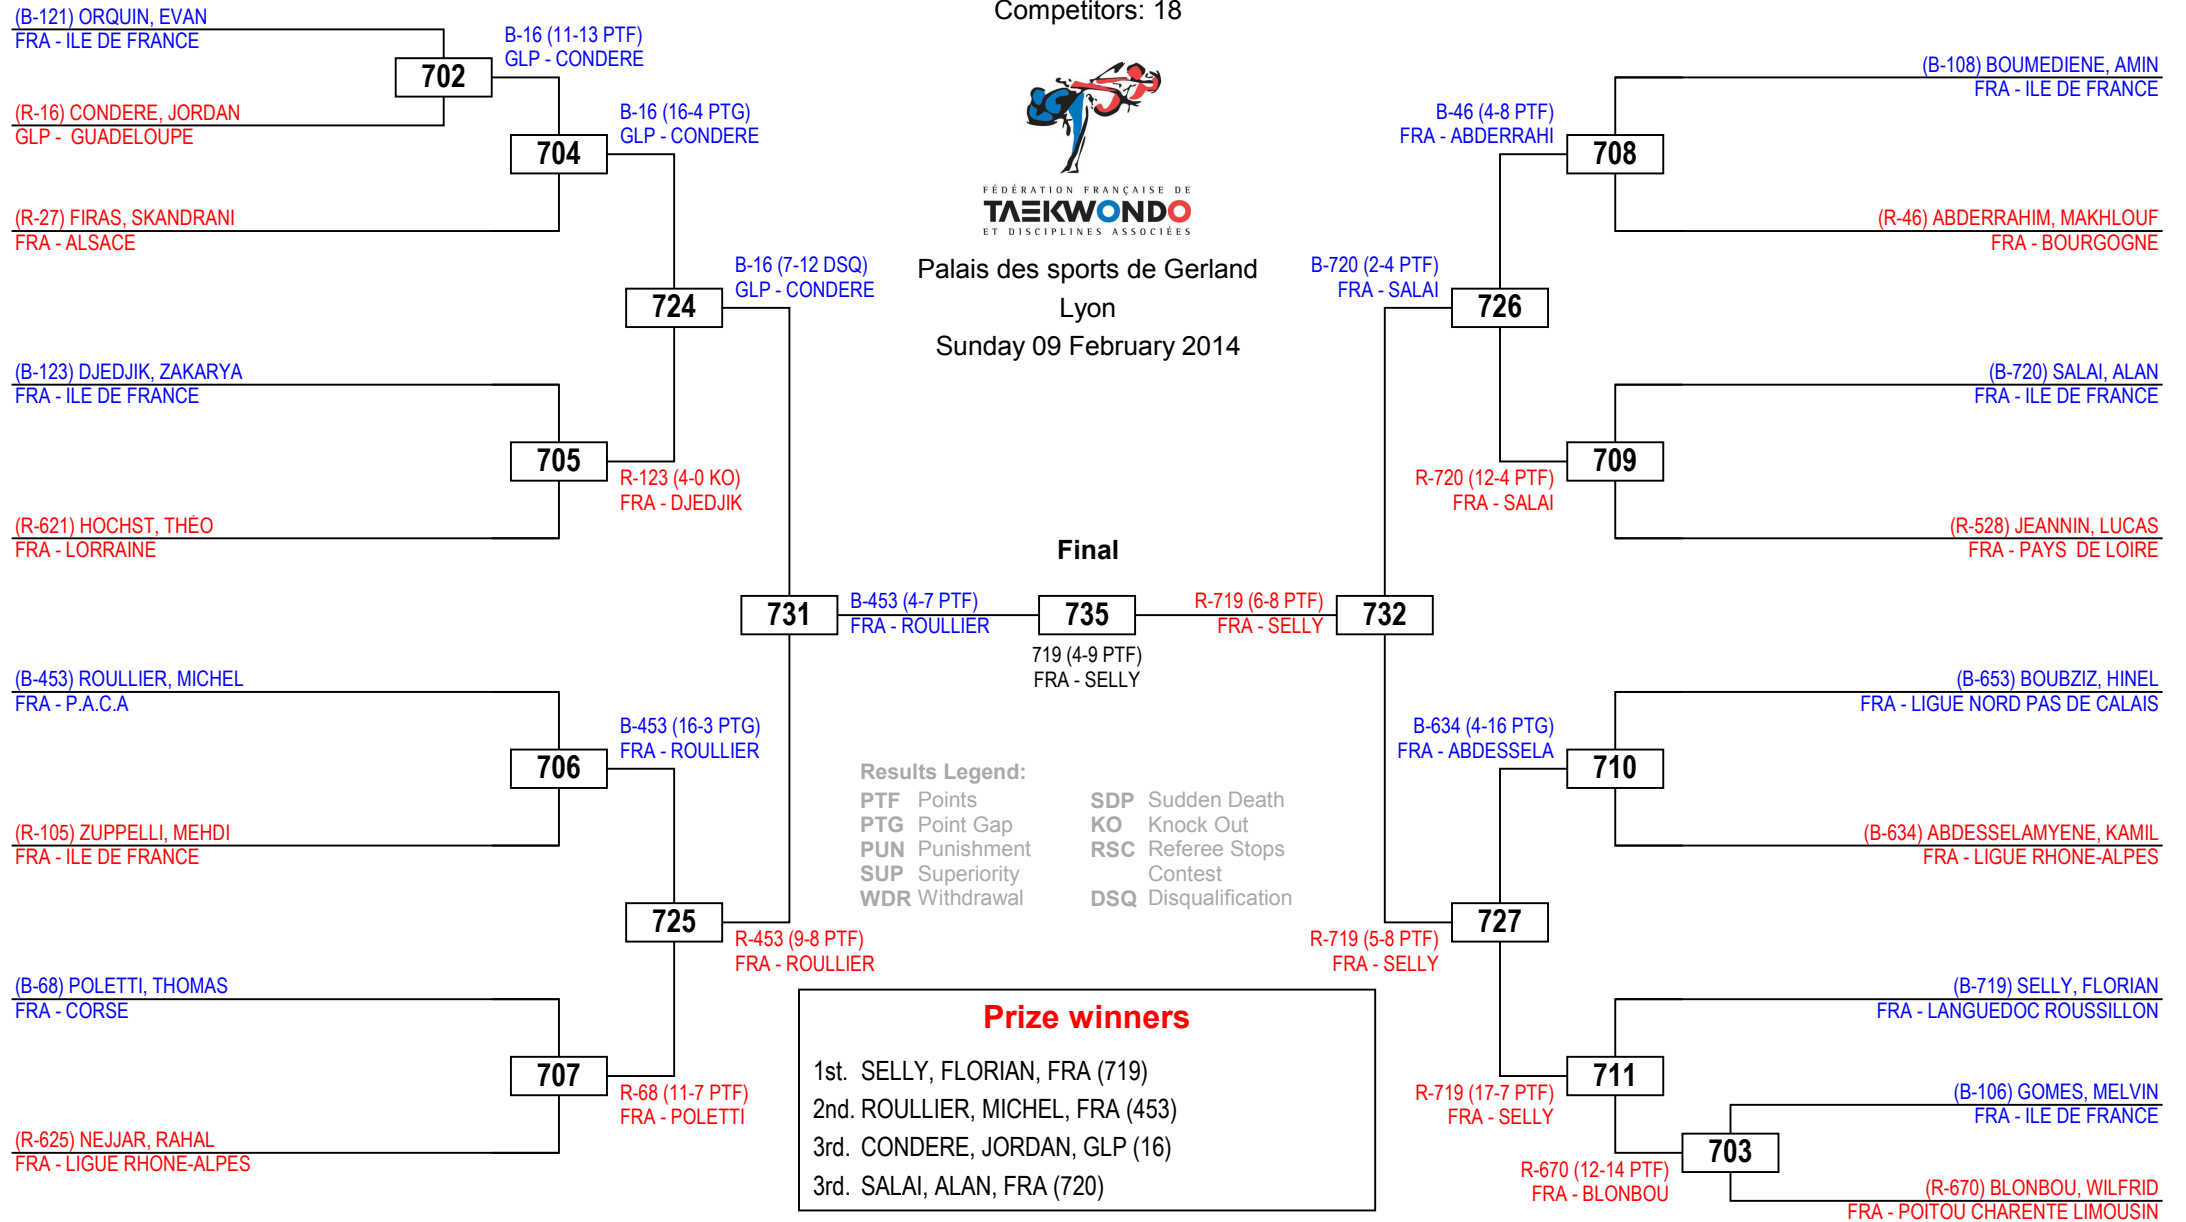 Competitors: 18
FÉDÉRATION FRANÇAISE DE
TAEKWONDO
ET DISCIPLINES ASSOCIÉES
Palais des sports de Gerland
Lyon
Sunday 09 February 2014
(B-121) ORQUIN, EVAN
FRA - ILE DE FRANCE
702
(R-16) CONDERE, JORDAN
GLP - GUADELOUPE
B-16 (11-13 PTF)
GLP - CONDERE
704
(R-27) FIRAS, SKANDRANI
FRA - ALSACE
B-16 (16-4 PTG)
GLP - CONDERE
724
B-16 (7-12 DSQ)
GLP - CONDERE
(B-123) DJEDJIK, ZAKARYA
FRA - ILE DE FRANCE
705
R-123 (4-0 KO)
FRA - DJEDJIK
(R-621) HÖCHST, THÉO
FRA - LORRAINE
731
B-453 (4-7 PTF)
FRA - ROULLIER
(B-453) ROULLIER, MICHEL
FRA - P.A.C.A
706
B-453 (16-3 PTG)
FRA - ROULLIER
(R-105) ZUPPELLI, MEHDI
FRA - ILE DE FRANCE
725
R-453 (9-8 PTF)
FRA - ROULLIER
(B-68) POLETTI, THOMAS
FRA - CORSE
707
R-68 (11-7 PTF)
FRA - POLETTI
(R-625) NEJJAR, RAHAL
FRA - LIGUE RHONE-ALPES
Final
735
719 (4-9 PTF)
FRA - SELLY
(B-108) BOUMEDIENE, AMIN
FRA - ILE DE FRANCE
B-46 (4-8 PTF)
FRA - ABDERRAHI
708
(R-46) ABDERRAHIM, MAKHLOUF
FRA - BOURGOGNE
B-720 (2-4 PTF)
FRA - SALAI
726
(B-720) SALAI, ALAN
FRA - ILE DE FRANCE
709
R-720 (12-4 PTF)
FRA - SALAI
(R-528) JEANNIN, LUCAS
FRA - PAYS DE LOIRE
R-719 (6-8 PTF)
FRA - SELLY
732
(B-653) BOUBZIZ, HINEL
FRA - LIGUE NORD PAS DE CALAIS
B-634 (4-16 PTG)
FRA - ABDESSELA
710
(B-634) ABDESSELAMYENE, KAMIL
FRA - LIGUE RHONE-ALPES
727
R-719 (5-8 PTF)
FRA - SELLY
(B-719) SELLY, FLORIAN
FRA - LANGUEDOC ROUSSILLON
711
R-719 (17-7 PTF)
FRA - SELLY
(B-106) GOMES, MELVIN
FRA - ILE DE FRANCE
703
R-670 (12-14 PTF)
FRA - BLONBOU
(R-670) BLONBOU, WILFRID
FRA - POITOU CHARENTE LIMOUSIN
Results Legend:
PTF Points SDP Sudden Death
PTG Point Gap KO Knock Out
PUN Punishment RSC Referee Stops
SUP Superiority Contest
WDR Withdrawal DSQ Disqualification
Prize winners
1st. SELLY, FLORIAN, FRA (719)
2nd. ROULLIER, MICHEL, FRA (453)
3rd. CONDERE, JORDAN, GLP (16)
3rd. SALAI, ALAN, FRA (720)